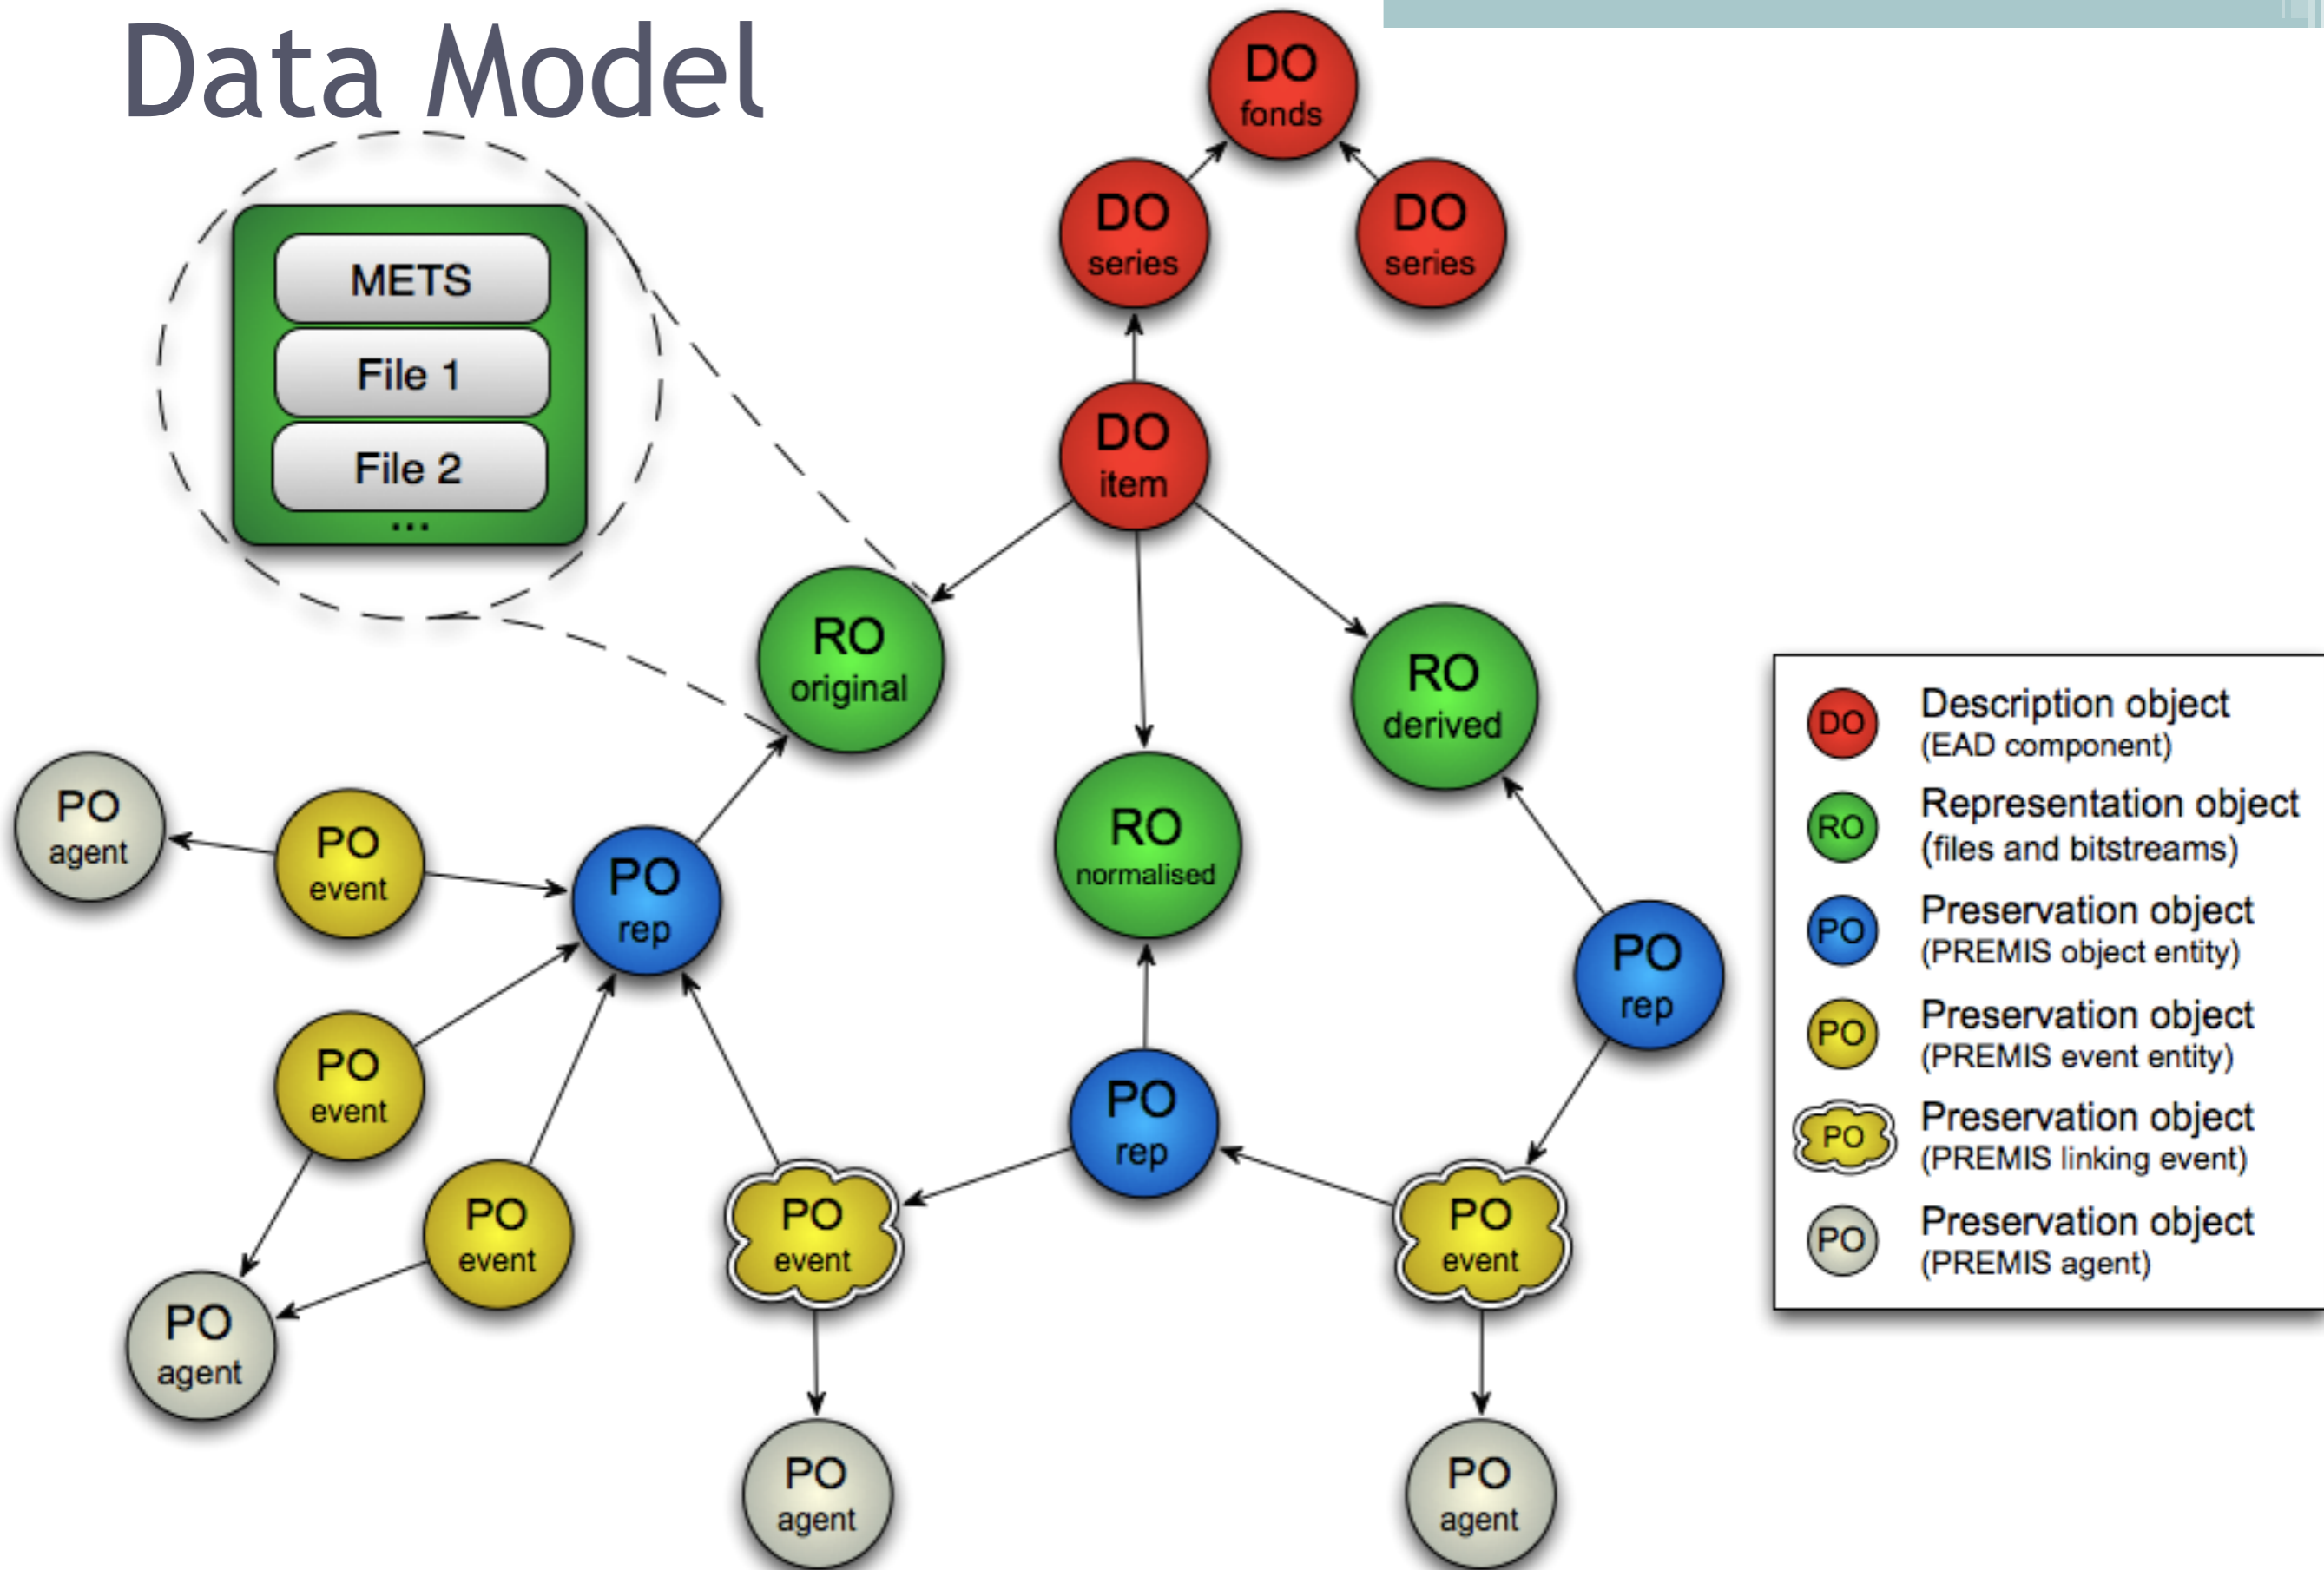 Data Model
DO
fonds
DO
series
DO
series
METS
File 1
File 2
...
DO
item
RO
original
RO
derived
RO
normalised
PO
agent
PO
event
PO
rep
PO
rep
PO
event
PO
rep
PO
event
PO
event
PO
event
PO
agent
PO
agent
PO
agent
DO
Description object
(EAD component)
RO
Representation object
(files and bitstreams)
PO
Preservation object
(PREMIS object entity)
PO
Preservation object
(PREMIS event entity)
PO
Preservation object
(PREMIS linking event)
PO
Preservation object
(PREMIS agent)